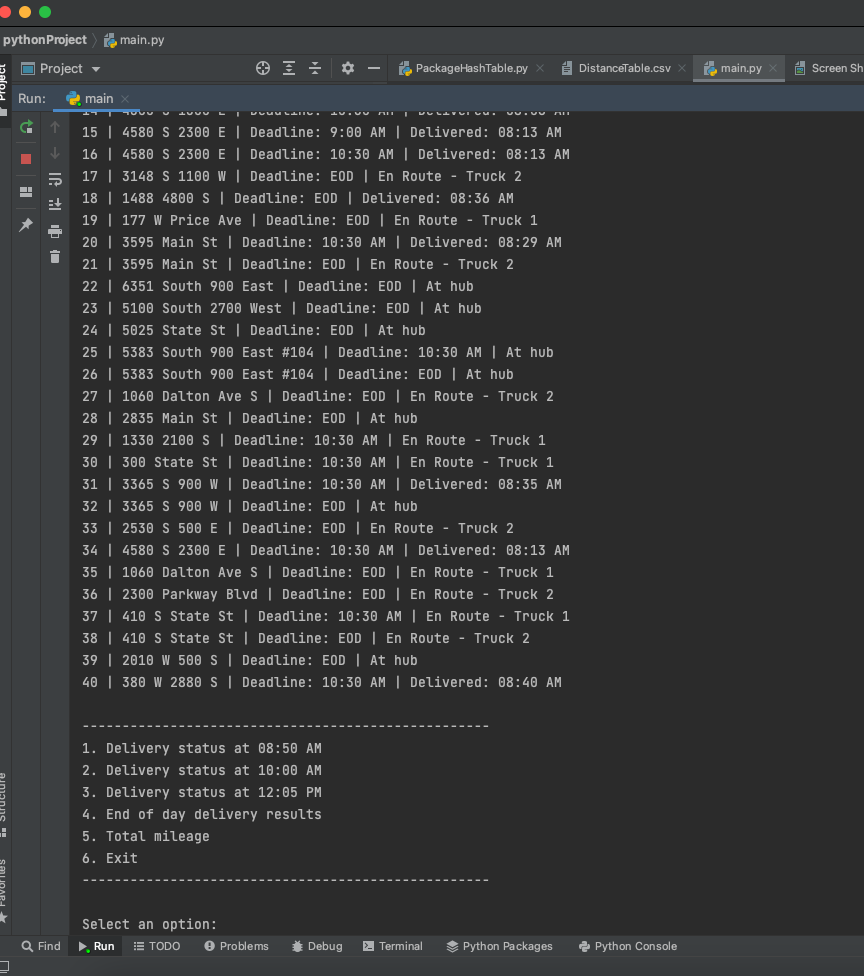 pythonProject main.py
Project
PackageHashTable.py
DistanceTable.csv
main.py
Screen Sh
Project
Run: main
15 | 4580 S 2300 E | Deadline: 9:00 AM | Delivered: 08:13 AM
16 | 4580 S 2300 E | Deadline: 10:30 AM | Delivered: 08:13 AM
17 | 3148 S 1100 W | Deadline: EOD | En Route - Truck 2
18 | 1488 4800 S | Deadline: EOD | Delivered: 08:36 AM
19 | 177 W Price Ave | Deadline: EOD | En Route - Truck 1
20 | 3595 Main St | Deadline: 10:30 AM | Delivered: 08:29 AM
21 | 3595 Main St | Deadline: EOD | En Route - Truck 2
22 | 6351 South 900 East | Deadline: EOD | At hub
23 | 5100 South 2700 West | Deadline: EOD | At hub
24 | 5025 State St | Deadline: EOD | At hub
25 | 5383 South 900 East #104 | Deadline: 10:30 AM | At hub
26 | 5383 South 900 East #104 | Deadline: EOD | At hub
27 | 1060 Dalton Ave S | Deadline: EOD | En Route - Truck 2
28 | 2835 Main St | Deadline: EOD | At hub
29 | 1330 2100 S | Deadline: 10:30 AM | En Route - Truck 1
30 | 300 State St | Deadline: 10:30 AM | En Route - Truck 1
31 | 3365 S 900 W | Deadline: 10:30 AM | Delivered: 08:35 AM
32 | 3365 S 900 W | Deadline: EOD | At hub
33 | 2530 S 500 E | Deadline: EOD | En Route - Truck 2
34 | 4580 S 2300 E | Deadline: 10:30 AM | Delivered: 08:13 AM
35 | 1060 Dalton Ave S | Deadline: EOD | En Route - Truck 1
36 | 2300 Parkway Blvd | Deadline: EOD | En Route - Truck 2
37 | 410 S State St | Deadline: 10:30 AM | En Route - Truck 1
38 | 410 S State St | Deadline: EOD | En Route - Truck 2
39 | 2010 W 500 S | Deadline: EOD | At hub
40 | 380 W 2880 S | Deadline: 10:30 AM | Delivered: 08:40 AM
---------------------------------------------------
1. Delivery status at 08:50 AM
2. Delivery status at 10:00 AM
3. Delivery status at 12:05 PM
4. End of day delivery results
5. Total mileage
6. Exit
---------------------------------------------------
Select an option:
Structure
Favorites
Find Run TODO Problems Debug Terminal Python Packages Python Console